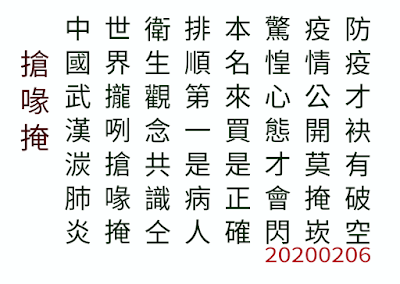 搶喙掩
中國武漢湠肺炎
世界攏咧搶喙掩
衛生觀念共識仝
排順第一是病人
本名來買是正確
驚惶心態才會閃
疫情公開莫掩崁
防疫才袂有破空
20200206